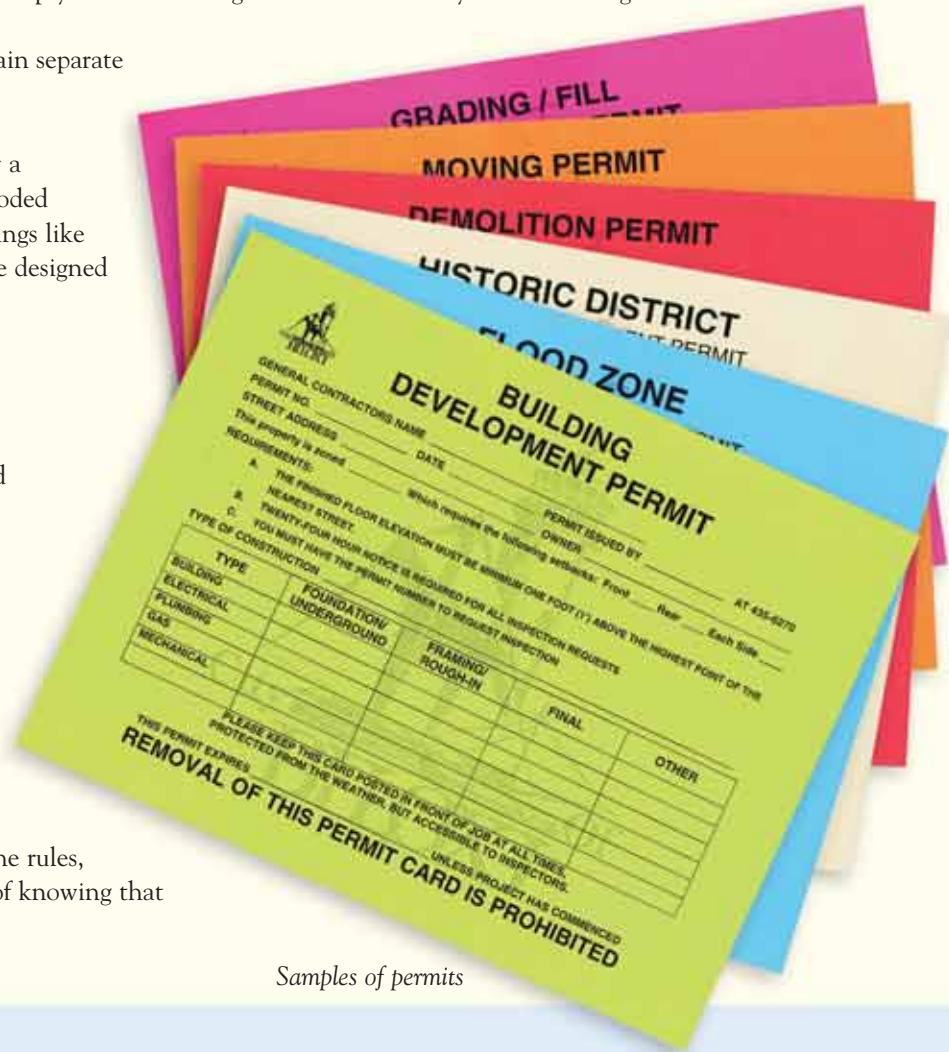 ain separate
a
oded
ings like
e designed
d
ne rules,
of knowing that
GRADING / FILL
PERMIT
MOVING PERMIT
DEMOLITION PERMIT
HISTORIC DISTRICT
PERMIT
FLOOD ZONE
BUILDING
DEVELOPMENT PERMIT
GENERAL CONTRACTORS NAME
PERMIT NO. DATE PERMIT ISSUED BY AT 435-6270
STREET ADDRESS OWNER
This property is zoned Which requires the following setbacks: Front Rear Each Side
REQUIREMENTS:
A. THE FINISHED FLOOR ELEVATION MUST BE MINIMUM ONE FOOT (1') ABOVE THE HIGHEST POINT OF THE
NEAREST STREET.
B. TWENTY-FOUR HOUR NOTICE IS REQUIRED FOR ALL INSPECTION REQUESTS
C. YOU MUST HAVE THE PERMIT NUMBER TO REQUEST INSPECTION
TYPE OF CONSTRUCTION
TYPE FOUNDATION/ UNDERGROUND FRAMING/ ROUGH-IN FINAL OTHER
BUILDING
ELECTRICAL
PLUMBING
GAS
MECHANICAL
PLEASE KEEP THIS CARD POSTED IN FRONT OF JOB AT ALL TIMES,
PROTECTED FROM THE WEATHER, BUT ACCESSIBLE TO INSPECTORS.
THIS PERMIT EXPIRES UNLESS PROJECT HAS COMMENCED
REMOVAL OF THIS PERMIT CARD IS PROHIBITED
Samples of permits